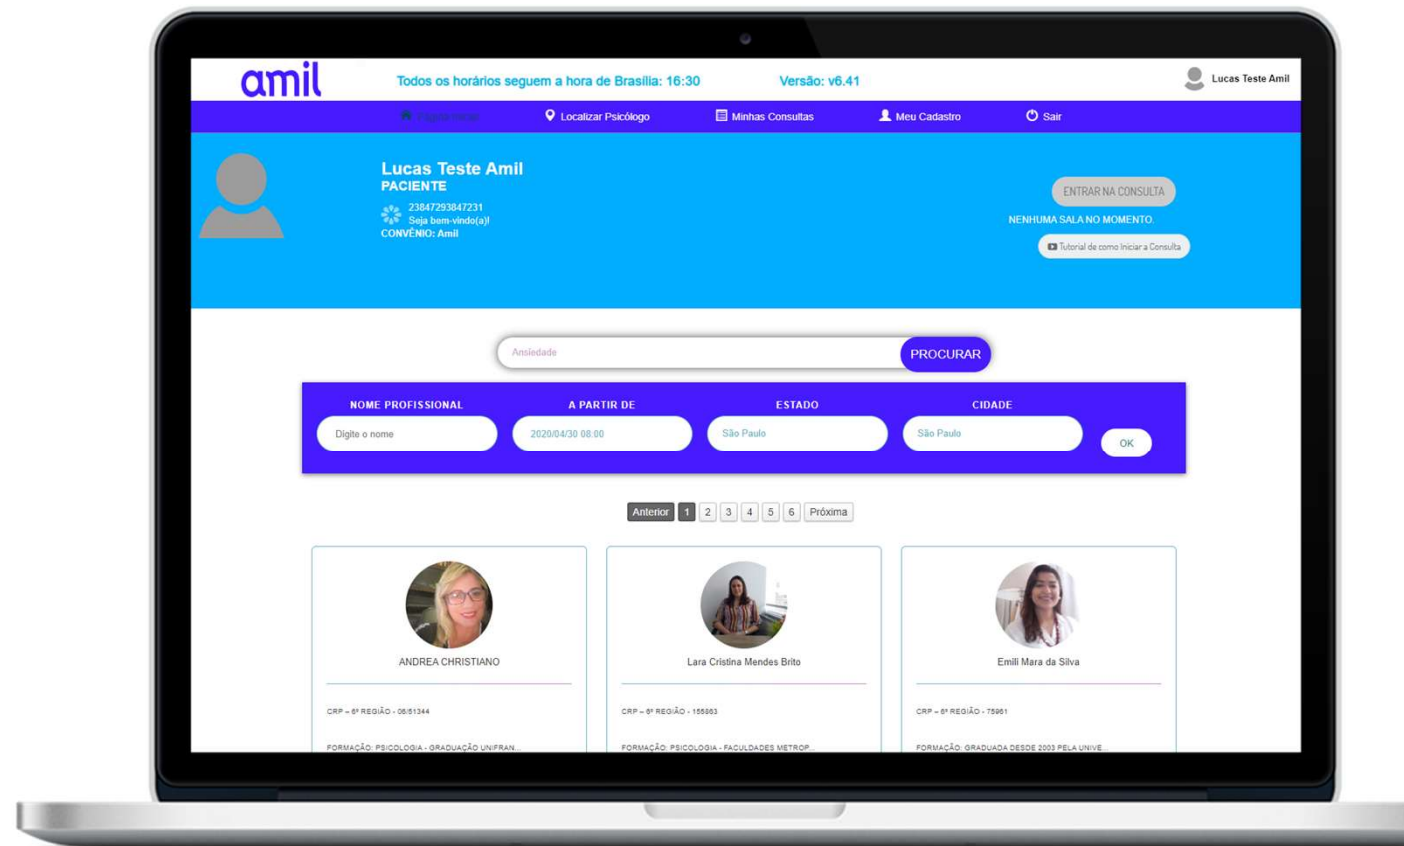 amil
Todos os horários seguem a hora de Brasília: 16:30
Versão: v6.41
Lucas Teste Amil
Página Inicial
Localizar Psicólogo
Minhas Consultas
Meu Cadastro
Sair
Lucas Teste Amil
PACIENTE
23847293847231
Seja bem-vindo(a)!
CONVÊNIO: Amil
ENTRAR NA CONSULTA
NENHUMA SALA NO MOMENTO.
Tutorial de como Iniciar a Consulta
Ansiedade
PROCURAR
NOME PROFISSIONAL
A PARTIR DE
ESTADO
CIDADE
Digite o nome
2020/04/30 08:00
São Paulo
São Paulo
OK
Anterior 1 2 3 4 5 6 Próxima
ANDREA CHRISTIANO
CRP – 6ª REGIÃO - 06/51344
FORMAÇÃO: PSICOLOGIA - GRADUAÇÃO UNIFRAN...
Lara Cristina Mendes Brito
CRP – 6ª REGIÃO - 155863
FORMAÇÃO: PSICOLOGIA - FACULDADES METROP...
Emili Mara da Silva
CRP – 6ª REGIÃO - 75961
FORMAÇÃO: GRADUADA DESDE 2003 PELA UNIVE...